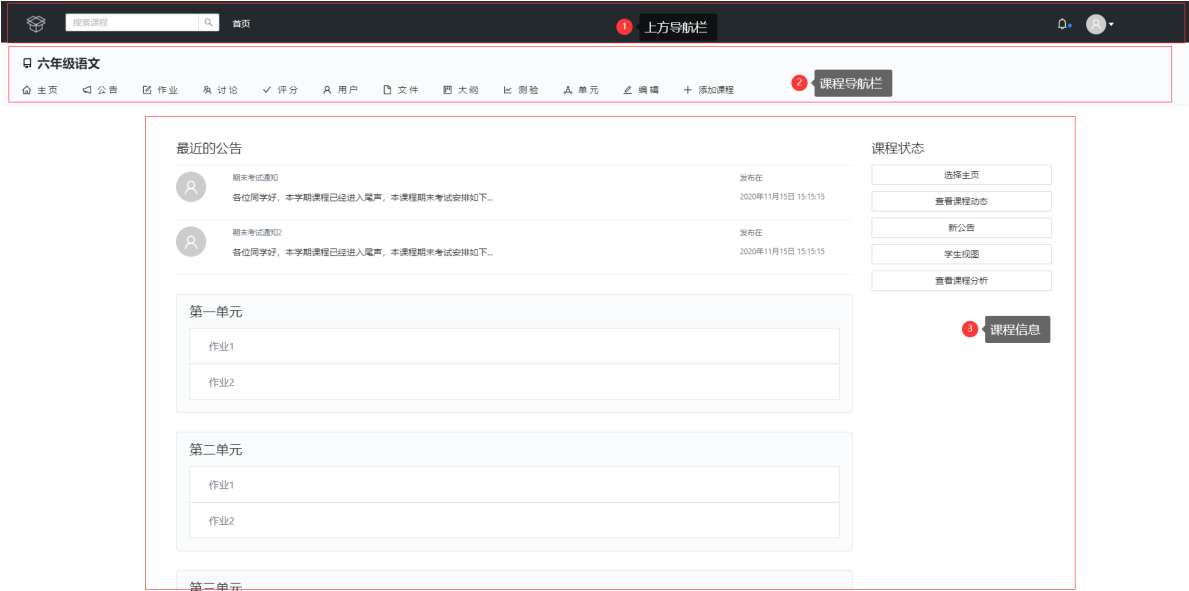 搜索课程
首页
1
上方导航栏
六年级语文
主页 公告 作业 讨论 评分 用户 文件 大纲 测验 单元 编辑 添加课程
2
课程导航栏
最近的公告
期末考试通知
发布在
各位同学好，本学期课程已经进入尾声，本课程期末考试安排如下...
2020年11月15日 15:15:15
期末考试通知2
发布在
各位同学好，本学期课程已经进入尾声，本课程期末考试安排如下...
2020年11月15日 15:15:15
第一单元
作业1
作业2
第二单元
作业1
作业2
第三单元
课程状态
选择主页
查看课程动态
新公告
学生视图
查看课程分析
3
课程信息